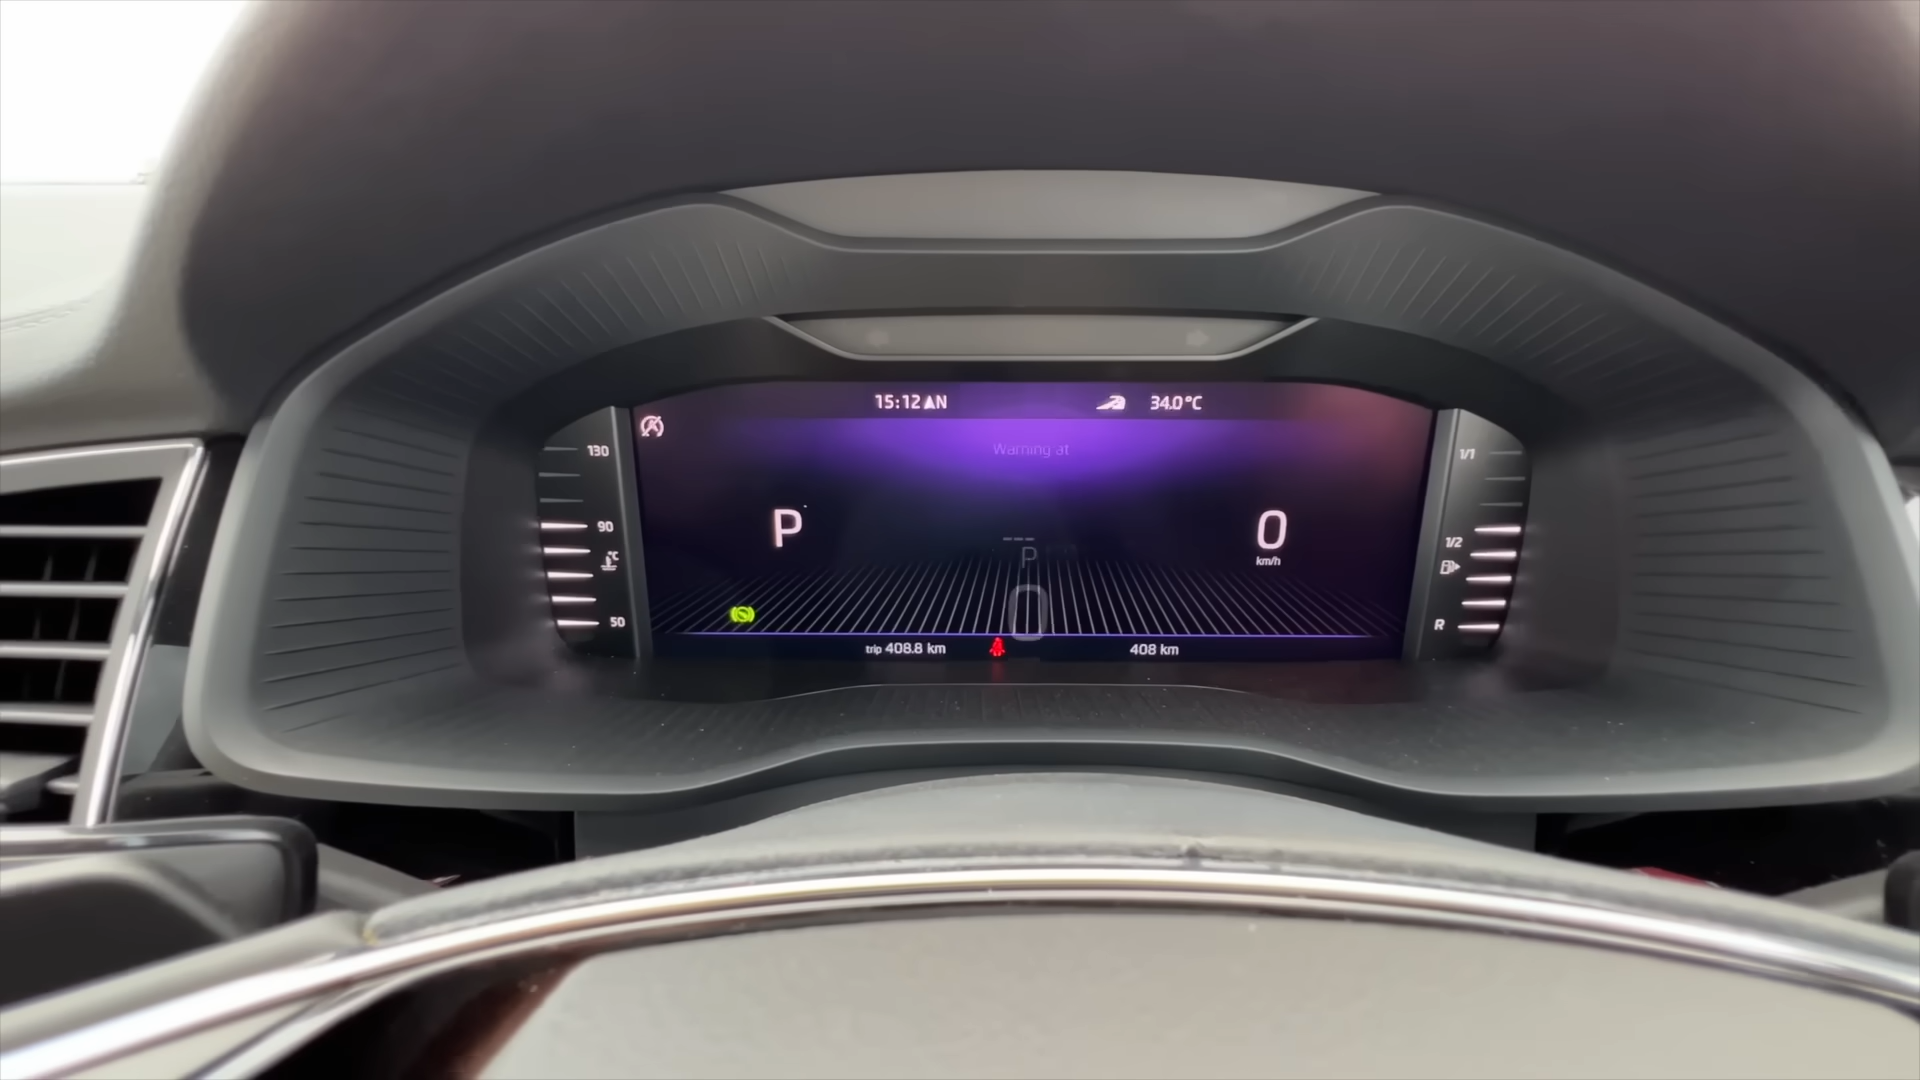 15:12
34.0°C
Warning at
130
90
°C
50
P
0
km/h
P
0
1/1
1/2
R
trip 408.8 km
408 km